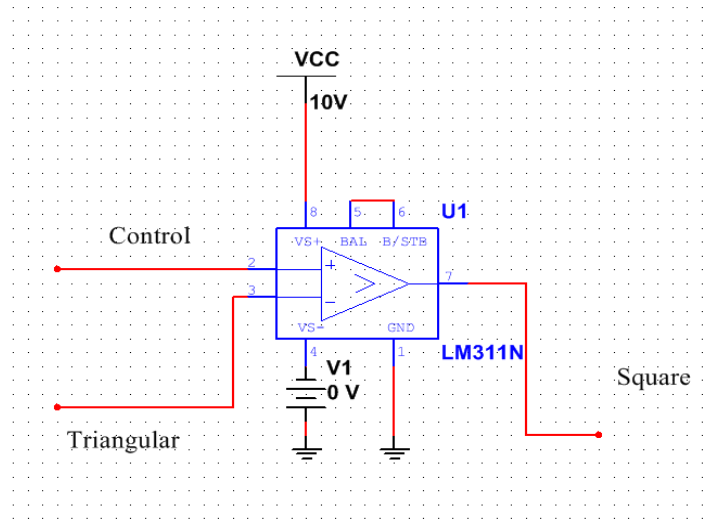 VCC
10V
8
5
6
U1
Control
VS+
BAL
B/STB
2
+
7
3
−
VS-
GND
4
1
LM311N
V1
0 V
Square
Triangular